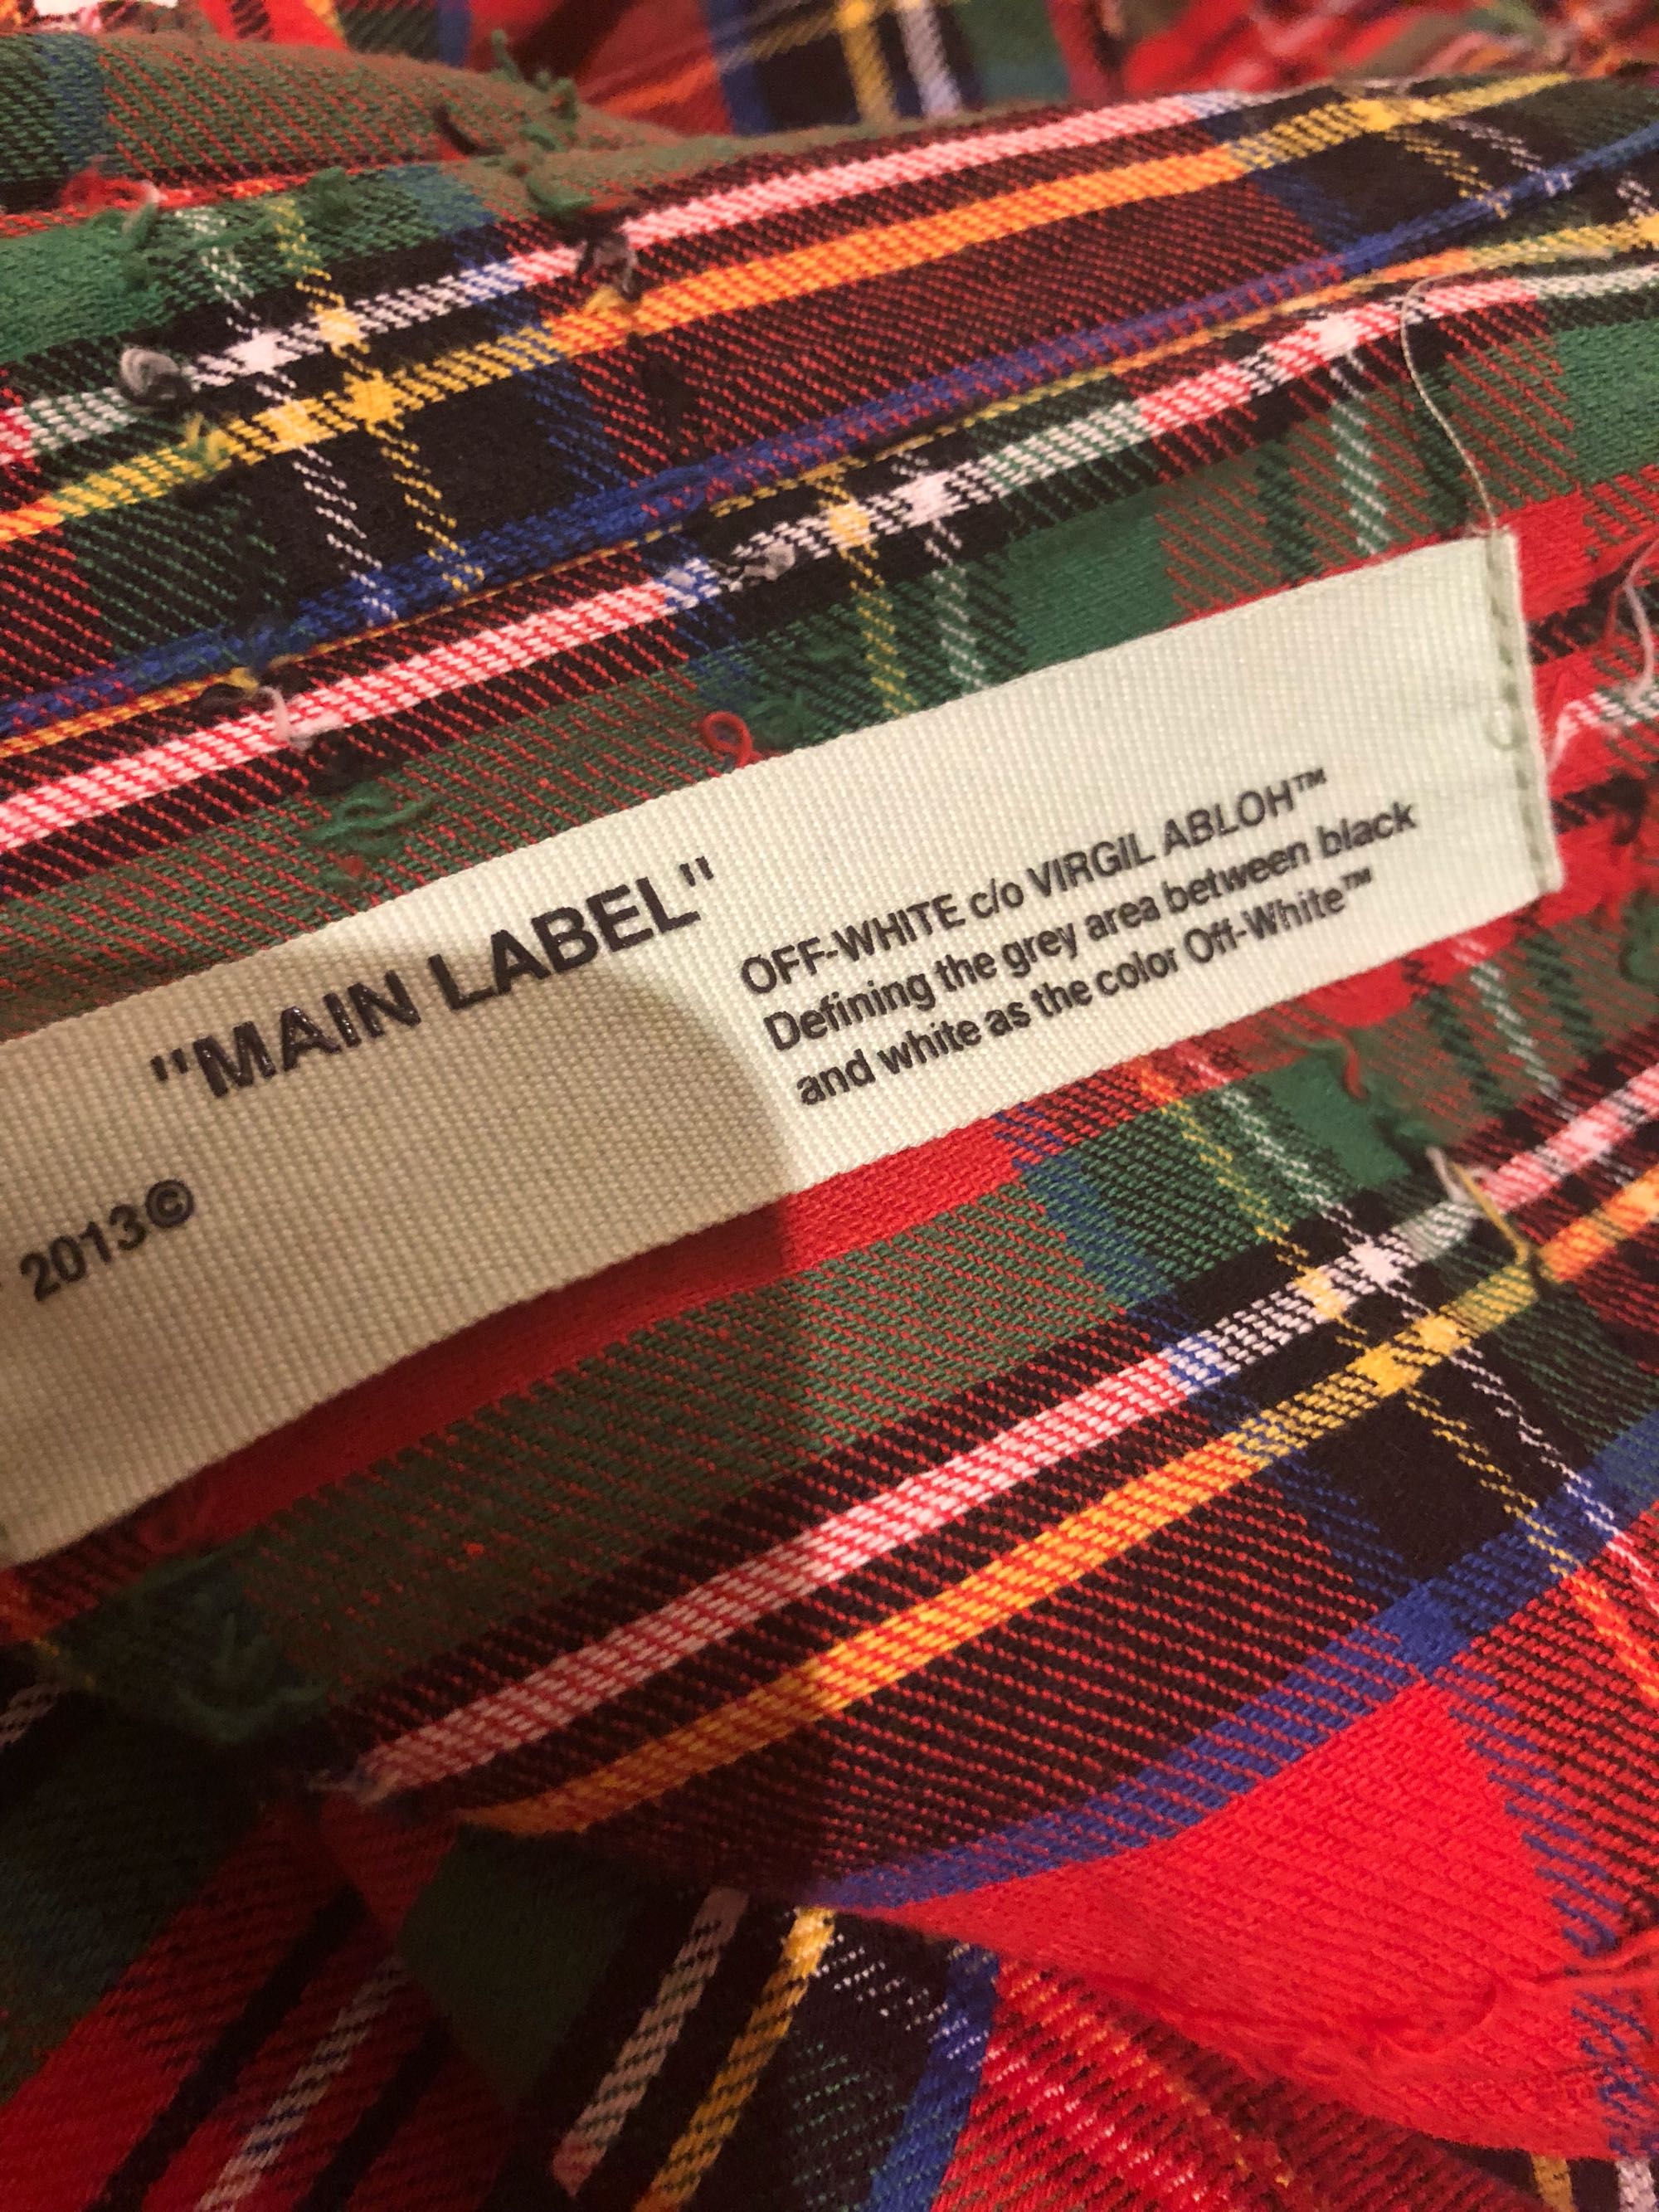 "MAIN LABEL"
OFF-WHITE c/o VIRGIL ABLOH™
Defining the grey area between black
and white as the color Off-White™
2013©